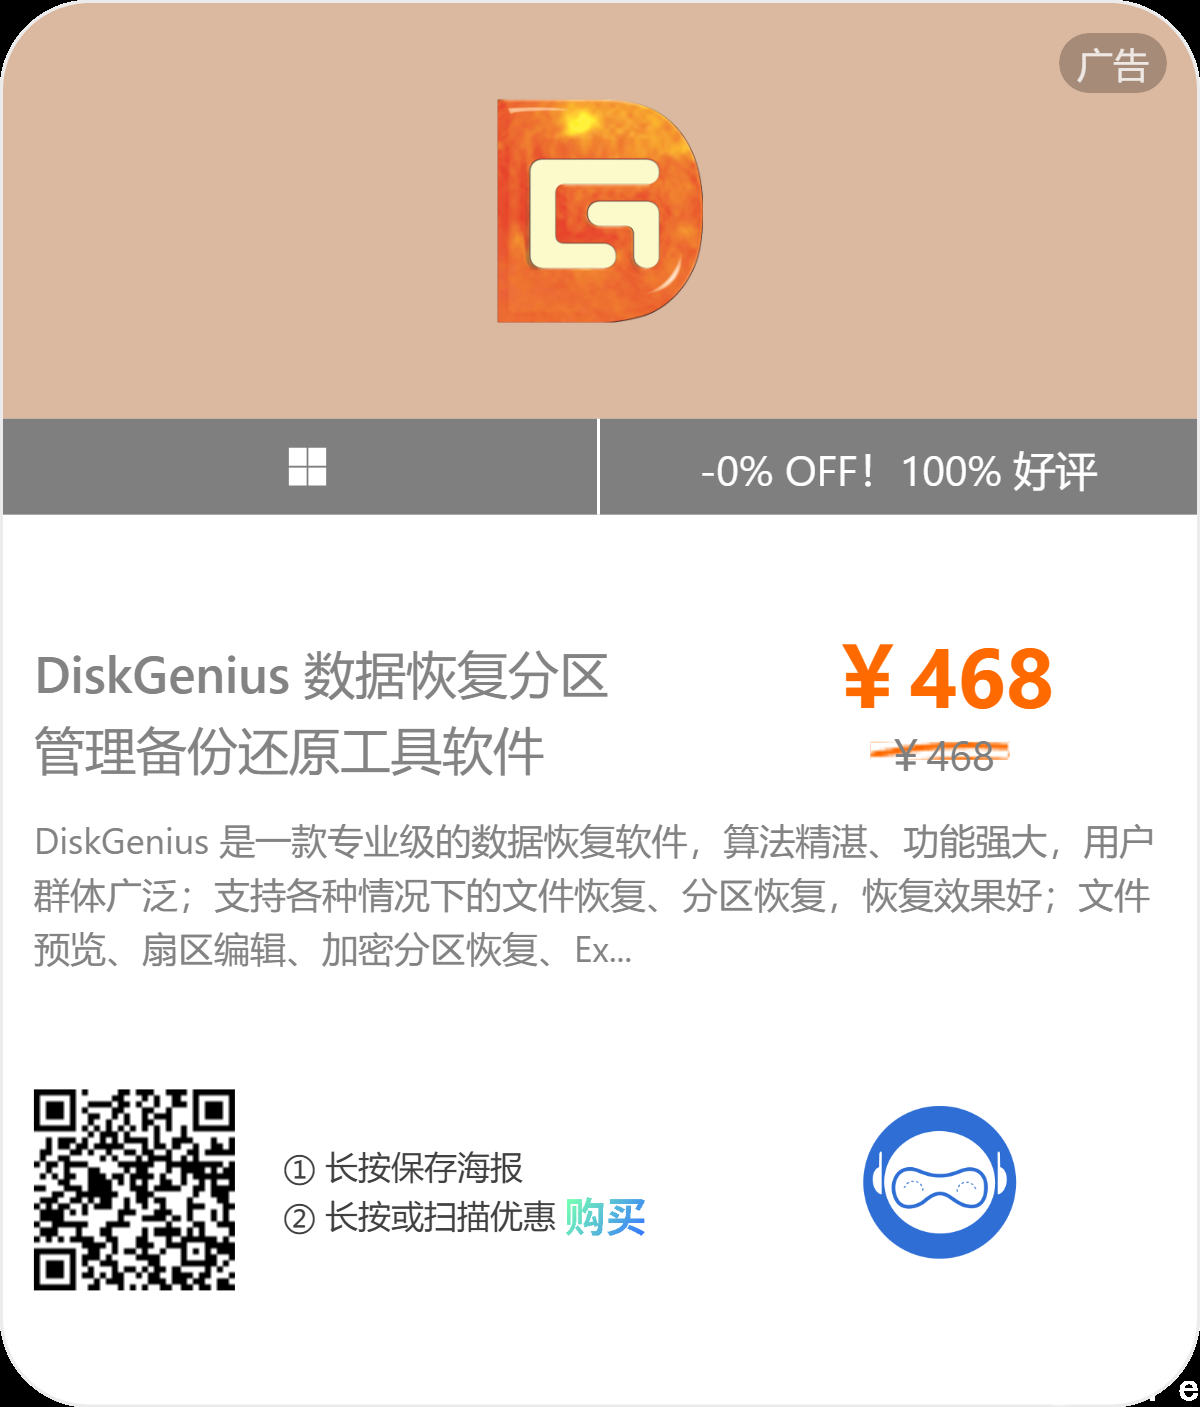 广告
-0% OFF！100% 好评
DiskGenius 数据恢复分区
管理备份还原工具软件
￥468
￥468
DiskGenius 是一款专业级的数据恢复软件，算法精湛、功能强大，用户
群体广泛；支持各种情况下的文件恢复、分区恢复，恢复效果好；文件
预览、扇区编辑、加密分区恢复、Ex...
① 长按保存海报
② 长按或扫描优惠 购买